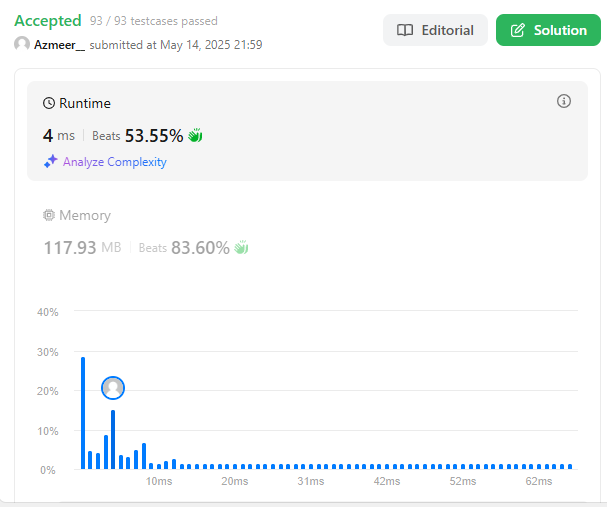 Accepted 93 / 93 testcases passed
Azmeer__ submitted at May 14, 2025 21:59
Editorial
Solution
Runtime
4 ms Beats 53.55%
Analyze Complexity
Memory
117.93 MB Beats 83.60%
40%
30%
20%
10%
0%
10ms 20ms 31ms 42ms 52ms 62ms